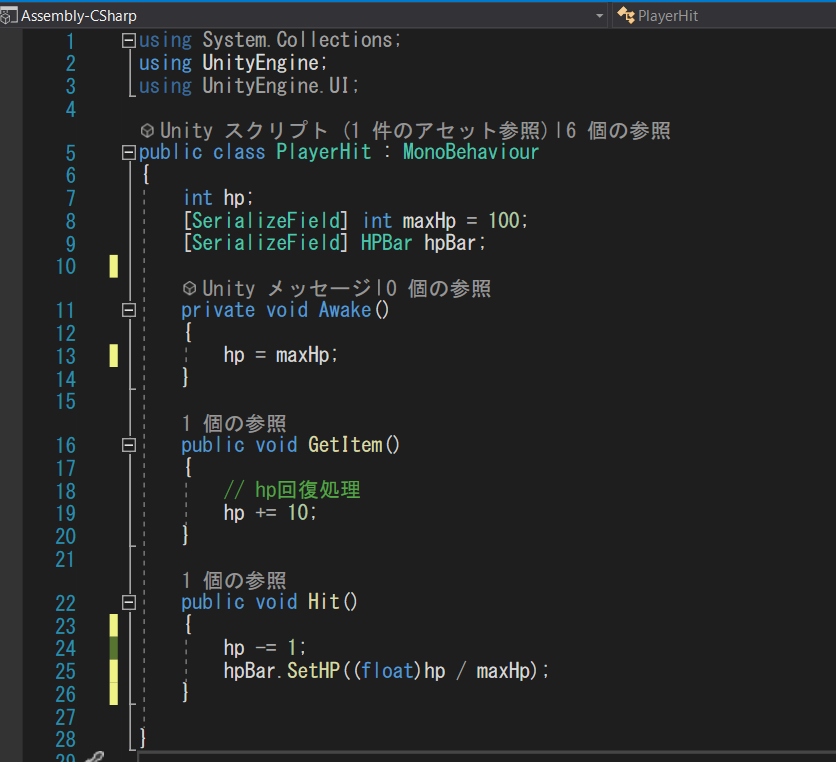 Assembly-CSharp PlayerHit
1 using System.Collections;
2 using UnityEngine;
3 using UnityEngine.UI;
4
Unity スクリプト (1 件のアセット参照)|6 個の参照
5 public class PlayerHit : MonoBehaviour
6 {
7 int hp;
8 [SerializeField] int maxHp = 100;
9 [SerializeField] HPBar hpBar;
10
Unity メッセージ|0 個の参照
11 private void Awake()
12 {
13 hp = maxHp;
14 }
15
1 個の参照
16 public void GetItem()
17 {
18 // hp回復処理
19 hp += 10;
20 }
21
1 個の参照
22 public void Hit()
23 {
24 hp -= 1;
25 hpBar.SetHP((float)hp / maxHp);
26 }
27
28 }
29